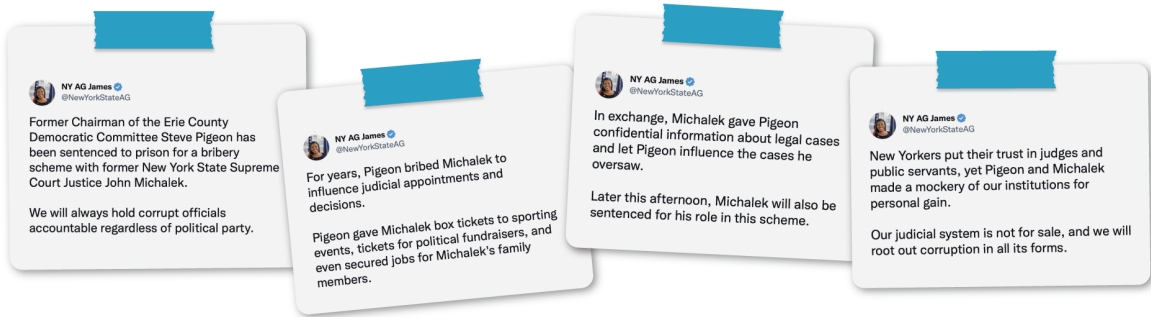 NY AG James
@NewYorkStateAG
Former Chairman of the Erie County
Democratic Committee Steve Pigeon has
been sentenced to prison for a bribery
scheme with former New York State Supreme
Court Justice John Michalek.
We will always hold corrupt officials
accountable regardless of political party.
NY AG James
@NewYorkStateAG
For years, Pigeon bribed Michalek to
influence judicial appointments and
decisions.
Pigeon gave Michalek box tickets to sporting
events, tickets for political fundraisers, and
even secured jobs for Michalek's family
members.
NY AG James
@NewYorkStateAG
In exchange, Michalek gave Pigeon
confidential information about legal cases
and let Pigeon influence the cases he
oversaw.
Later this afternoon, Michalek will also be
sentenced for his role in this scheme.
NY AG James
@NewYorkStateAG
New Yorkers put their trust in judges and
public servants, yet Pigeon and Michalek
made a mockery of our institutions for
personal gain.
Our judicial system is not for sale, and we will
root out corruption in all its forms.